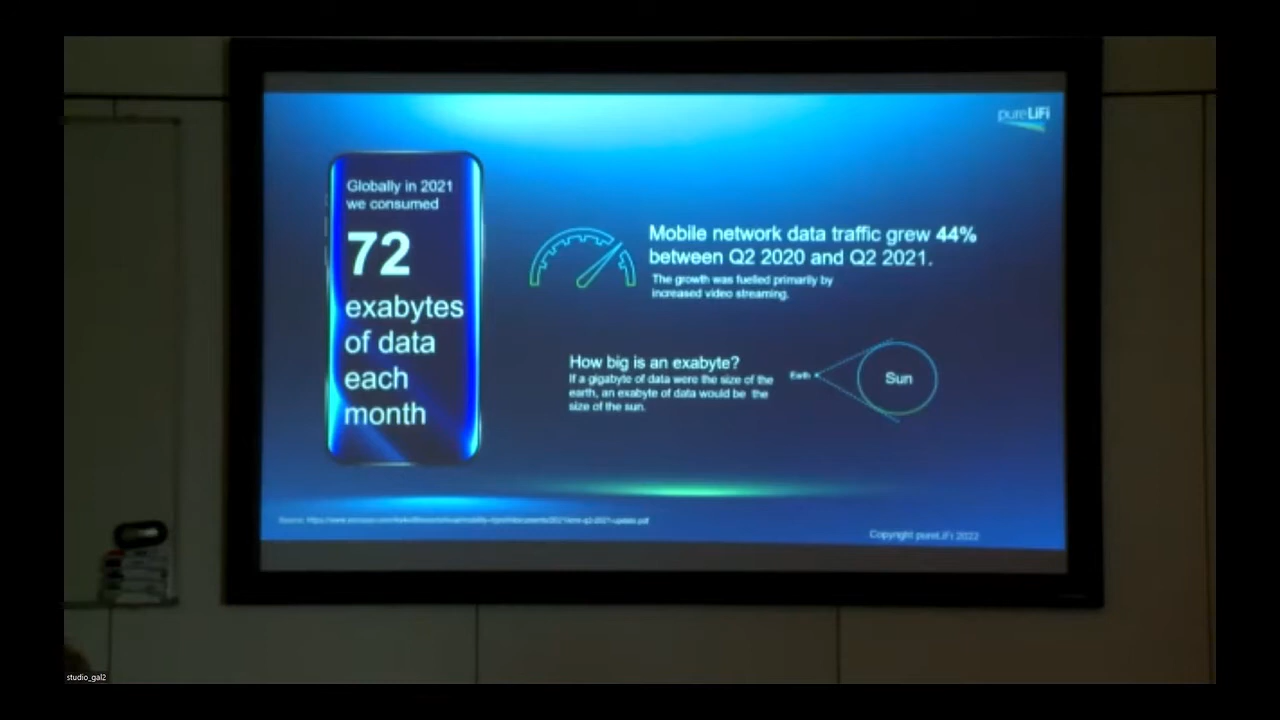 pureLiFi
Globally in 2021
we consumed
72
exabytes
of data
each
month
Mobile network data traffic grew 44%
between Q2 2020 and Q2 2021.
The growth was fuelled primarily by
increased video streaming.
How big is an exabyte?
If a gigabyte of data were the size of the
earth, an exabyte of data would be the
size of the sun.
Earth
Sun
Source:
Copyright pureLiFi 2022
studio_gal2